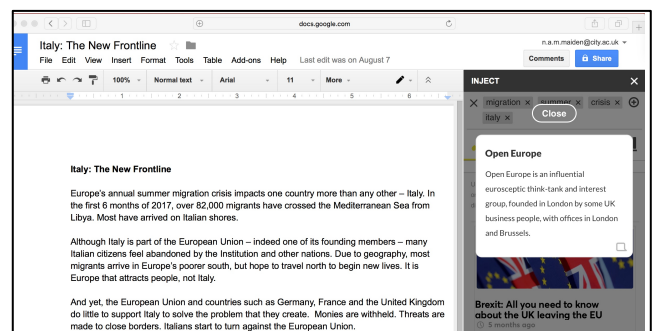 docs.google.com
Italy: The New Frontline
n.a.m.maiden@city.ac.uk
File Edit View Insert Format Tools Table Add-ons Help Last edit was on August 7
Comments
Share
100% Normal text Arial 11 More
INJECT
1 2 3 4 5 6
migration × summer × crisis ×
italy ×
Close
Italy: The New Frontline
Europe's annual summer migration crisis impacts one country more than any other – Italy. In
the first 6 months of 2017, over 82,000 migrants have crossed the Mediterranean Sea from
Libya. Most have arrived on Italian shores.
Although Italy is part of the European Union – indeed one of its founding members – many
Italian citizens feel abandoned by the Institution and other nations. Due to geography, most
migrants arrive in Europe's poorer south, but hope to travel north to begin new lives. It is
Europe that attracts people, not Italy.
And yet, the European Union and countries such as Germany, France and the United Kingdom
do little to support Italy to solve the problem that they create. Monies are withheld. Threats are
made to close borders. Italians start to turn against the European Union.
Open Europe
Open Europe is an influential
eurosceptic think-tank and interest
group, founded in London by some UK
business people, with offices in London
and Brussels.
Brexit: All you need to know
about the UK leaving the EU
5 months ago